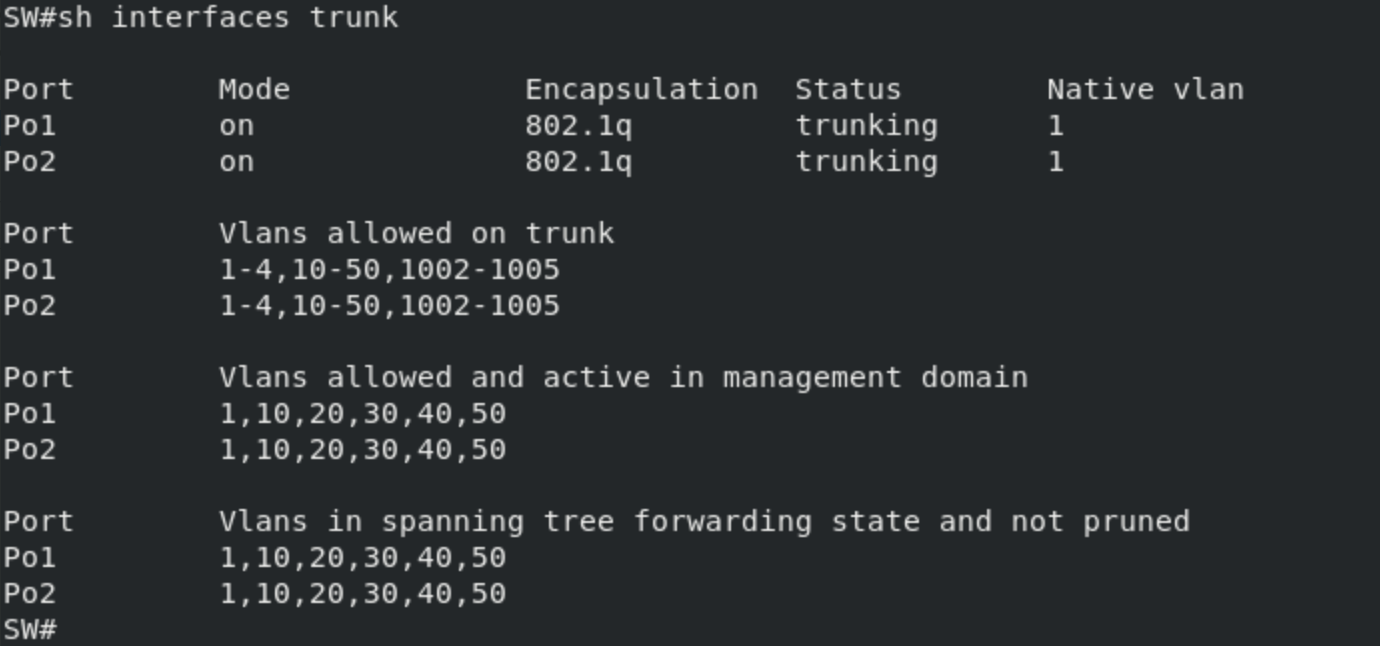 SW#sh interfaces trunk
Port Mode Encapsulation Status Native vlan
Po1 on 802.1q trunking 1
Po2 on 802.1q trunking 1
Port Vlans allowed on trunk
Po1 1-4,10-50,1002-1005
Po2 1-4,10-50,1002-1005
Port Vlans allowed and active in management domain
Po1 1,10,20,30,40,50
Po2 1,10,20,30,40,50
Port Vlans in spanning tree forwarding state and not pruned
Po1 1,10,20,30,40,50
Po2 1,10,20,30,40,50
SW#